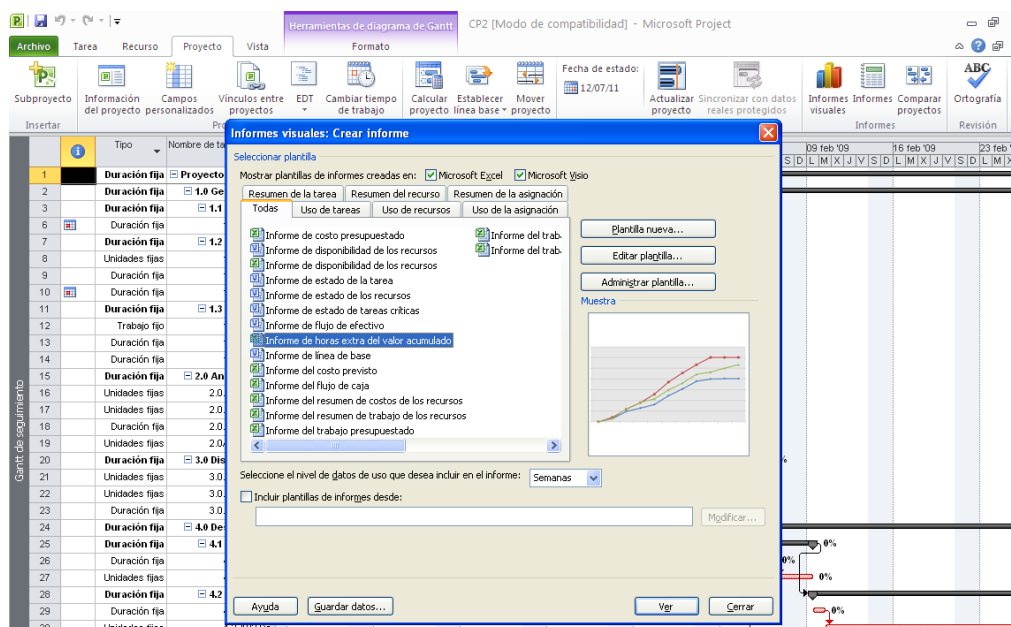 Herramientas de diagrama de Gantt
CP2 [Modo de compatibilidad] - Microsoft Project
Archivo Tarea Recurso Proyecto Vista Formato
Subproyecto
Información del proyecto
Campos personalizados
Vínculos entre proyectos
EDT
Cambiar tiempo de trabajo
Calcular proyecto
Establecer línea base
Mover proyecto
Fecha de estado:
12/07/11
Actualizar proyecto
Sincronizar con datos reales protegidos
Informes visuales
Informes
Comparar proyectos
ABC
Ortografía
Insertar
Informes
Revisión
Informes visuales: Crear informe
Seleccionar plantilla
Mostrar plantillas de informes creadas en: Microsoft Excel Microsoft Visio
Resumen de la tarea Resumen del recurso Resumen de la asignación
Todas Uso de tareas Uso de recursos Uso de la asignación
Informe de costo presupuestado
Informe de disponibilidad de los recursos
Informe de disponibilidad de los recursos
Informe de estado de la tarea
Informe de estado de los recursos
Informe de estado de tareas críticas
Informe de flujo de efectivo
Informe de horas extra del valor acumulado
Informe de línea de base
Informe del costo previsto
Informe del flujo de caja
Informe del resumen de costos de los recursos
Informe del resumen de trabajo de los recursos
Informe del trabajo presupuestado
Informe del trab
Informe del trab
Plantilla nueva...
Editar plantilla...
Administrar plantilla...
Muestra
Seleccione el nivel de datos de uso que desea incluir en el informe: Semanas
Incluir plantillas de informes desde:
Modificar...
Ayuda Guardar datos... Ver Cerrar
Tipo Nombre de ta
1 Duración fija Proyecto
2 Duración fija 1.0 Ge
3 Duración fija 1.1
6 Duración fija
7 Duración fija 1.2
8 Unidades fijas
9 Duración fija
10 Duración fija
11 Duración fija 1.3
12 Trabajo fijo
13 Duración fija
14 Duración fija
15 Duración fija 2.0 An
16 Unidades fijas 2.0.
17 Unidades fijas 2.0.
18 Duración fija 2.0.
19 Unidades fijas 2.0
20 Duración fija 3.0 Dis
21 Unidades fijas 3.0.
22 Unidades fijas 3.0.
23 Duración fija 3.0.
24 Duración fija 4.0 De
25 Duración fija 4.1
26 Duración fija
27 Unidades fijas
28 Duración fija 4.2
29 Duración fija
Gantt de seguimiento
09 feb '09 16 feb '09 23 feb '
S D L M X J V S D L M X J V S D L M
0%
0%
0%
0%